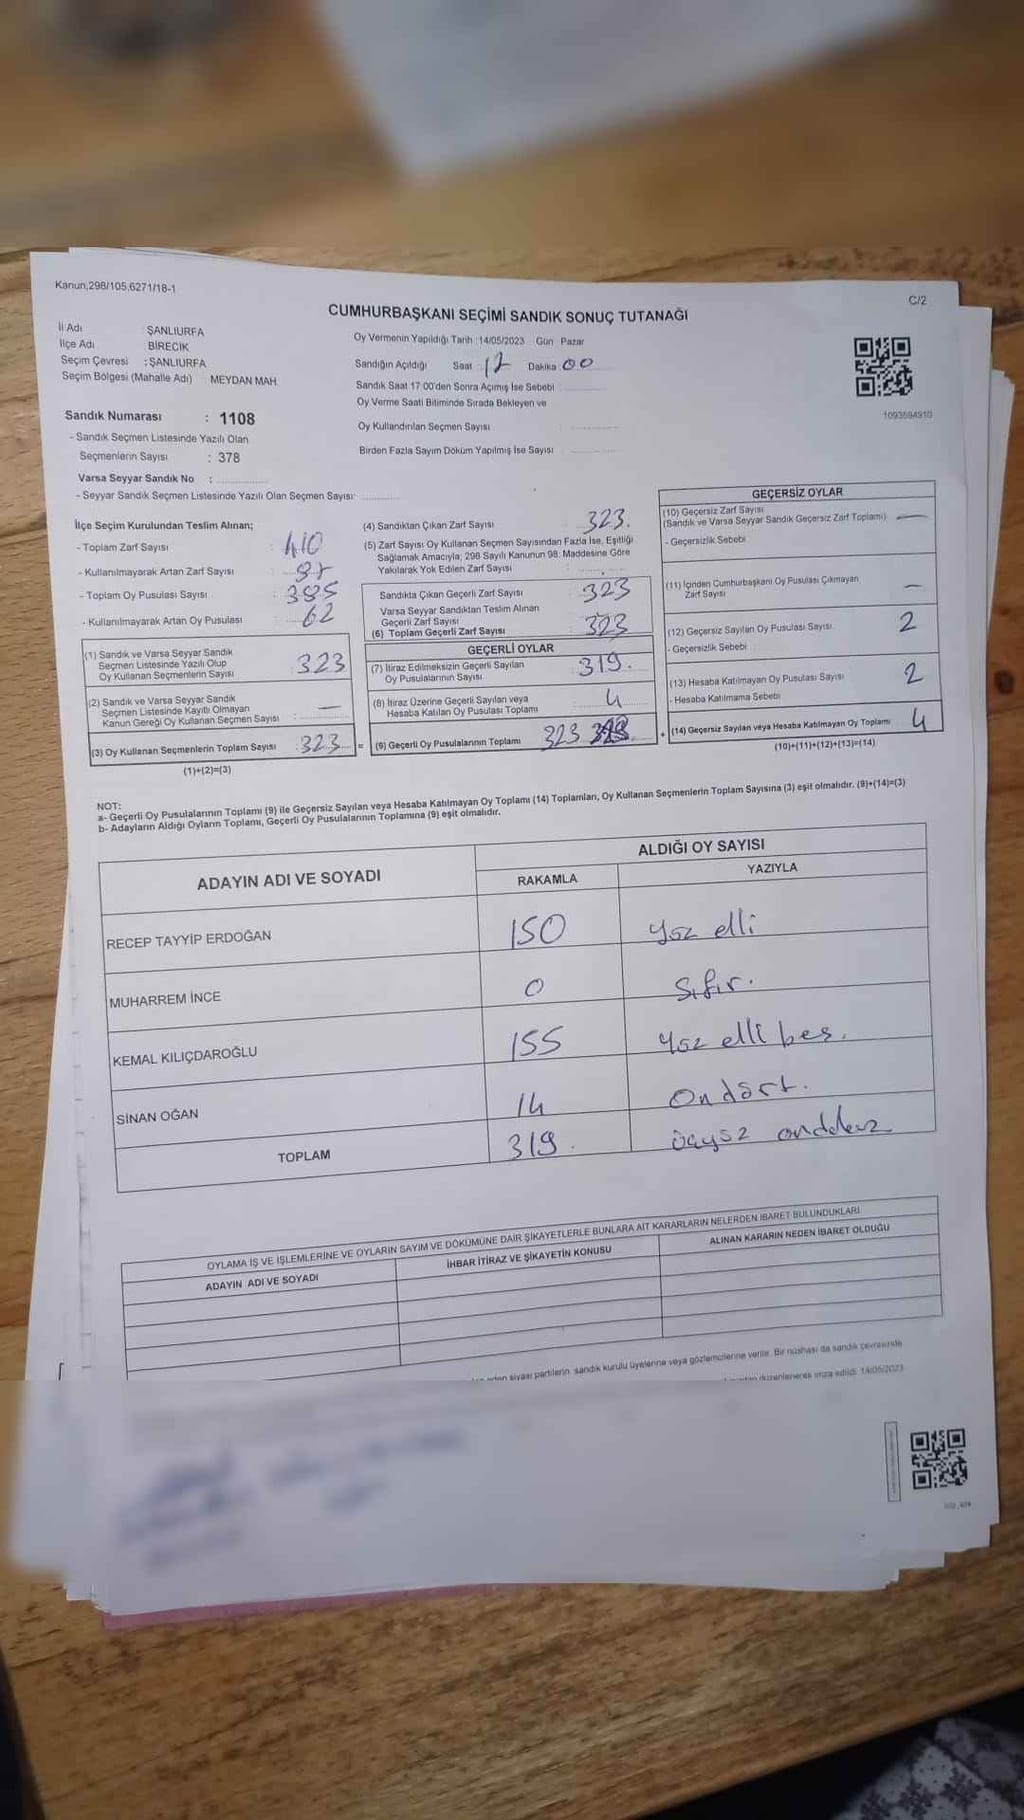 Kanun,298/105,6271/18-1
C/2
CUMHURBAŞKANI SEÇİMİ SANDIK SONUÇ TUTANAĞI
İl Adı : ŞANLIURFA
İlçe Adı : BİRECİK
Seçim Çevresi : ŞANLIURFA
Seçim Bölgesi (Mahalle Adı) : MEYDAN MAH.
Sandık Numarası : 1108
- Sandık Seçmen Listesinde Yazılı Olan
Seçmenlerin Sayısı : 378
Varsa Seyyar Sandık No :
- Seyyar Sandık Seçmen Listesinde Yazılı Olan Seçmen Sayısı:
Oy Vermenin Yapıldığı Tarih :14/05/2023 Gün Pazar
Sandığın Açıldığı Saat : 17 Dakika 00
Sandık Saat 17:00'den Sonra Açılmış İse Sebebi
Oy Verme Saati Bitiminde Sırada Bekleyen ve
Oy Kullandırılan Seçmen Sayısı
Birden Fazla Sayım Döküm Yapılmış İse Sayısı
1093594910
İlçe Seçim Kurulundan Teslim Alınan;
- Toplam Zarf Sayısı : 410
- Kullanılmayarak Artan Zarf Sayısı : 87
- Toplam Oy Pusulası Sayısı : 385
- Kullanılmayarak Artan Oy Pusulası : 62
(1) Sandık ve Varsa Seyyar Sandık
Seçmen Listesinde Yazılı Olup
Oy Kullanan Seçmenlerin Sayısı : 323
(2) Sandık ve Varsa Seyyar Sandık
Seçmen Listesinde Kayıtlı Olmayan
Kanun Gereği Oy Kullanan Seçmen Sayısı : —
(3) Oy Kullanan Seçmenlerin Toplam Sayısı : 323 =
(1)+(2)=(3)
(4) Sandıktan Çıkan Zarf Sayısı : 323.
(5) Zarf Sayısı Oy Kullanan Seçmen Sayısından Fazla İse, Eşitliği
Sağlamak Amacıyla; 298 Sayılı Kanunun 98. Maddesine Göre
Yakılarak Yok Edilen Zarf Sayısı :
Sandıkta Çıkan Geçerli Zarf Sayısı : 323
Varsa Seyyar Sandıktan Teslim Alınan
Geçerli Zarf Sayısı
(6) Toplam Geçerli Zarf Sayısı : 323
GEÇERLİ OYLAR
(7) İtiraz Edilmeksizin Geçerli Sayılan
Oy Pusulalarının Sayısı : 319.
(8) İtiraz Üzerine Geçerli Sayılan veya
Hesaba Katılan Oy Pusulası Toplamı : 4
(9) Geçerli Oy Pusulalarının Toplamı 323 +
GEÇERSİZ OYLAR
(10) Geçersiz Zarf Sayısı
(Sandık ve Varsa Seyyar Sandık Geçersiz Zarf Toplamı) —
- Geçersizlik Sebebi
(11) İçinden Cumhurbaşkanı Oy Pusulası Çıkmayan
Zarf Sayısı —
(12) Geçersiz Sayılan Oy Pusulası Sayısı 2
- Geçersizlik Sebebi
(13) Hesaba Katılmayan Oy Pusulası Sayısı 2
- Hesaba Katılmama Sebebi
(14) Geçersiz Sayılan veya Hesaba Katılmayan Oy Toplamı 4
(10)+(11)+(12)+(13)=(14)
NOT:
a- Geçerli Oy Pusulalarının Toplamı (9) ile Geçersiz Sayılan veya Hesaba Katılmayan Oy Toplamı (14) Toplamları, Oy Kullanan Seçmenlerin Toplam Sayısına (3) eşit olmalıdır. (9)+(14)=(3)
b- Adayların Aldığı Oyların Toplamı, Geçerli Oy Pusulalarının Toplamına (9) eşit olmalıdır.
ADAYIN ADI VE SOYADI ALDIĞI OY SAYISI
RAKAMLA YAZIYLA
RECEP TAYYİP ERDOĞAN 150 Yüz elli
MUHARREM İNCE 0 Sıfır.
KEMAL KILIÇDAROĞLU 155 Yüz elli beş.
SİNAN OĞAN 14 On dört.
TOPLAM 319. üçyüz ondokuz
OYLAMA İŞ VE İŞLEMLERİNE VE OYLARIN SAYIM VE DÖKÜMÜNE DAİR ŞİKAYETLERLE BUNLARA AİT KARARLARIN NELERDEN İBARET BULUNDUKLARI
ADAYIN ADI VE SOYADI İHBAR İTİRAZ VE ŞİKAYETİN KONUSU ALINAN KARARIN NEDEN İBARET OLDUĞU
siyasi partilerin sandık kurulu üyelerine veya gözlemcilerine verilir. Bir nüshası da sandık çevresinde
düzenlenerek imza edildi. 14/05/2023